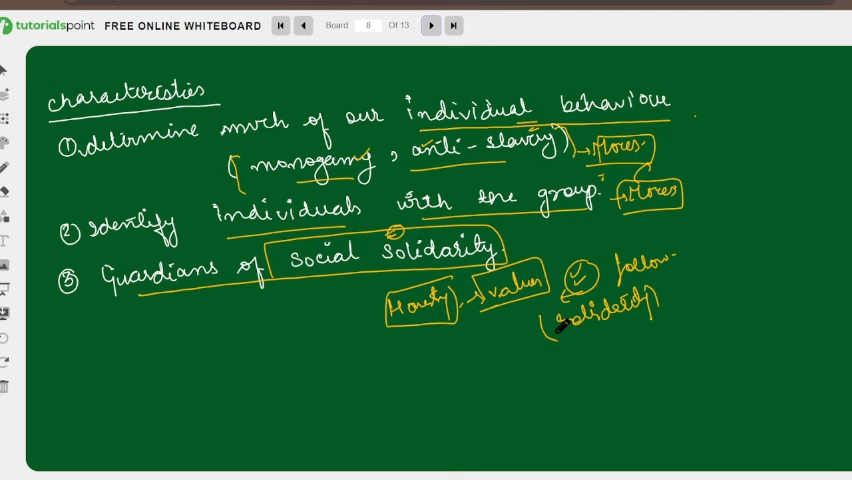 tutorialspoint FREE ONLINE WHITEBOARD Board 8 Of 13
characteristics
① determine much of our individual behaviour
(monogamy, anti-slavery) → Mores
② Identify individuals with the group. → Mores
③ Guardians of social solidarity.
Honesty → values follow
(solidarity)